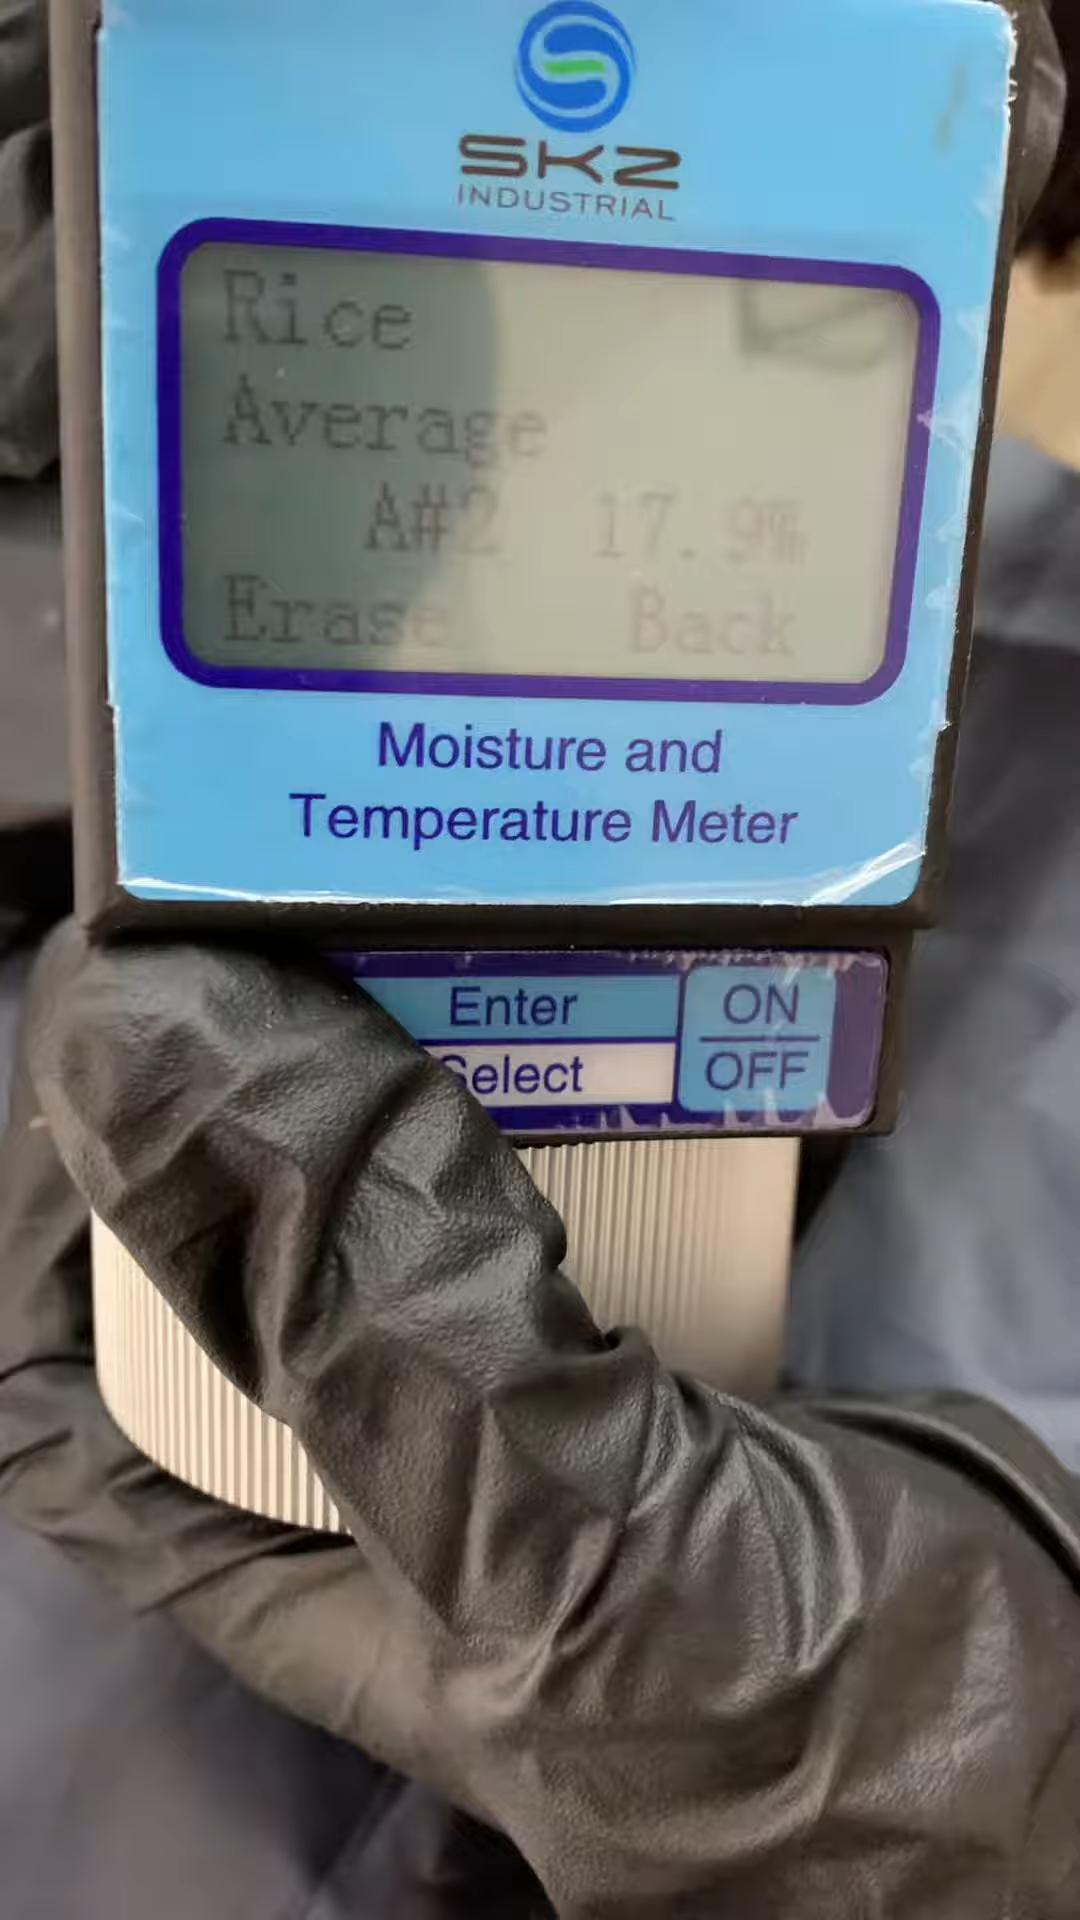 SKZ
INDUSTRIAL
Rice
Average
A#2 17.9%
Erase Back
Moisture and
Temperature Meter
Enter
Select
ON
OFF